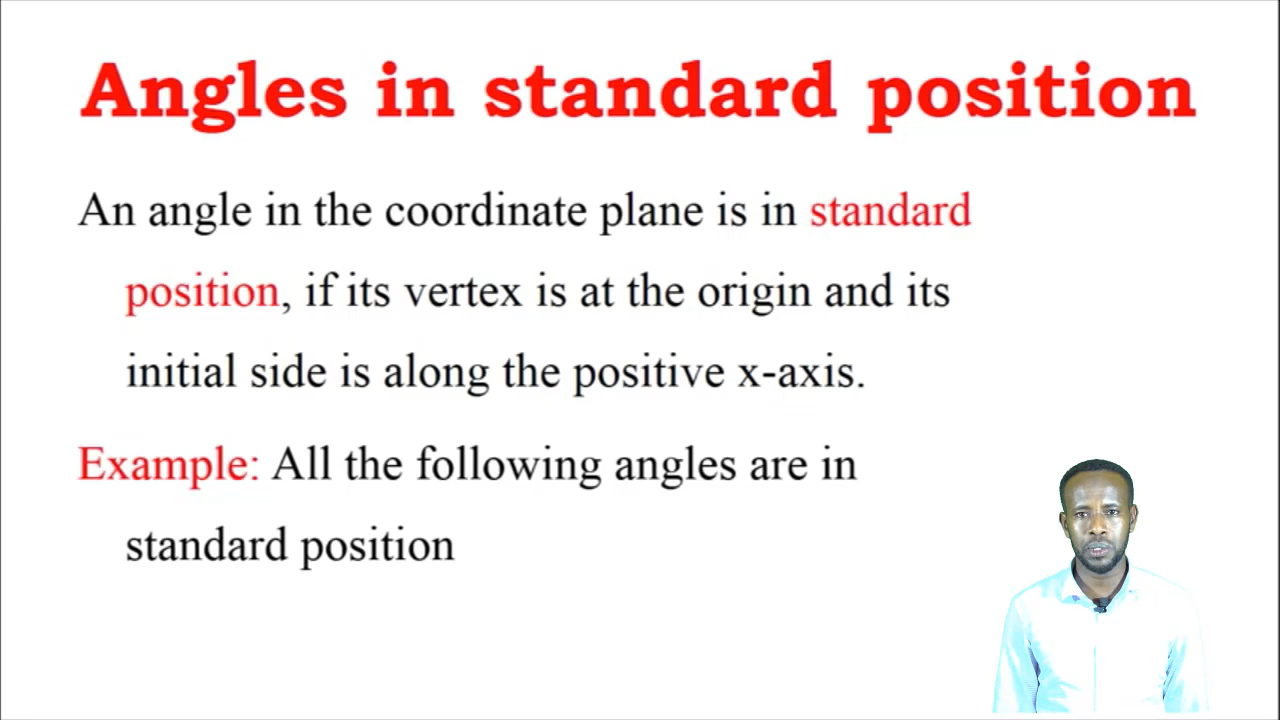 Angles in standard position
An angle in the coordinate plane is in standard
position, if its vertex is at the origin and its
initial side is along the positive x-axis.
Example: All the following angles are in
standard position